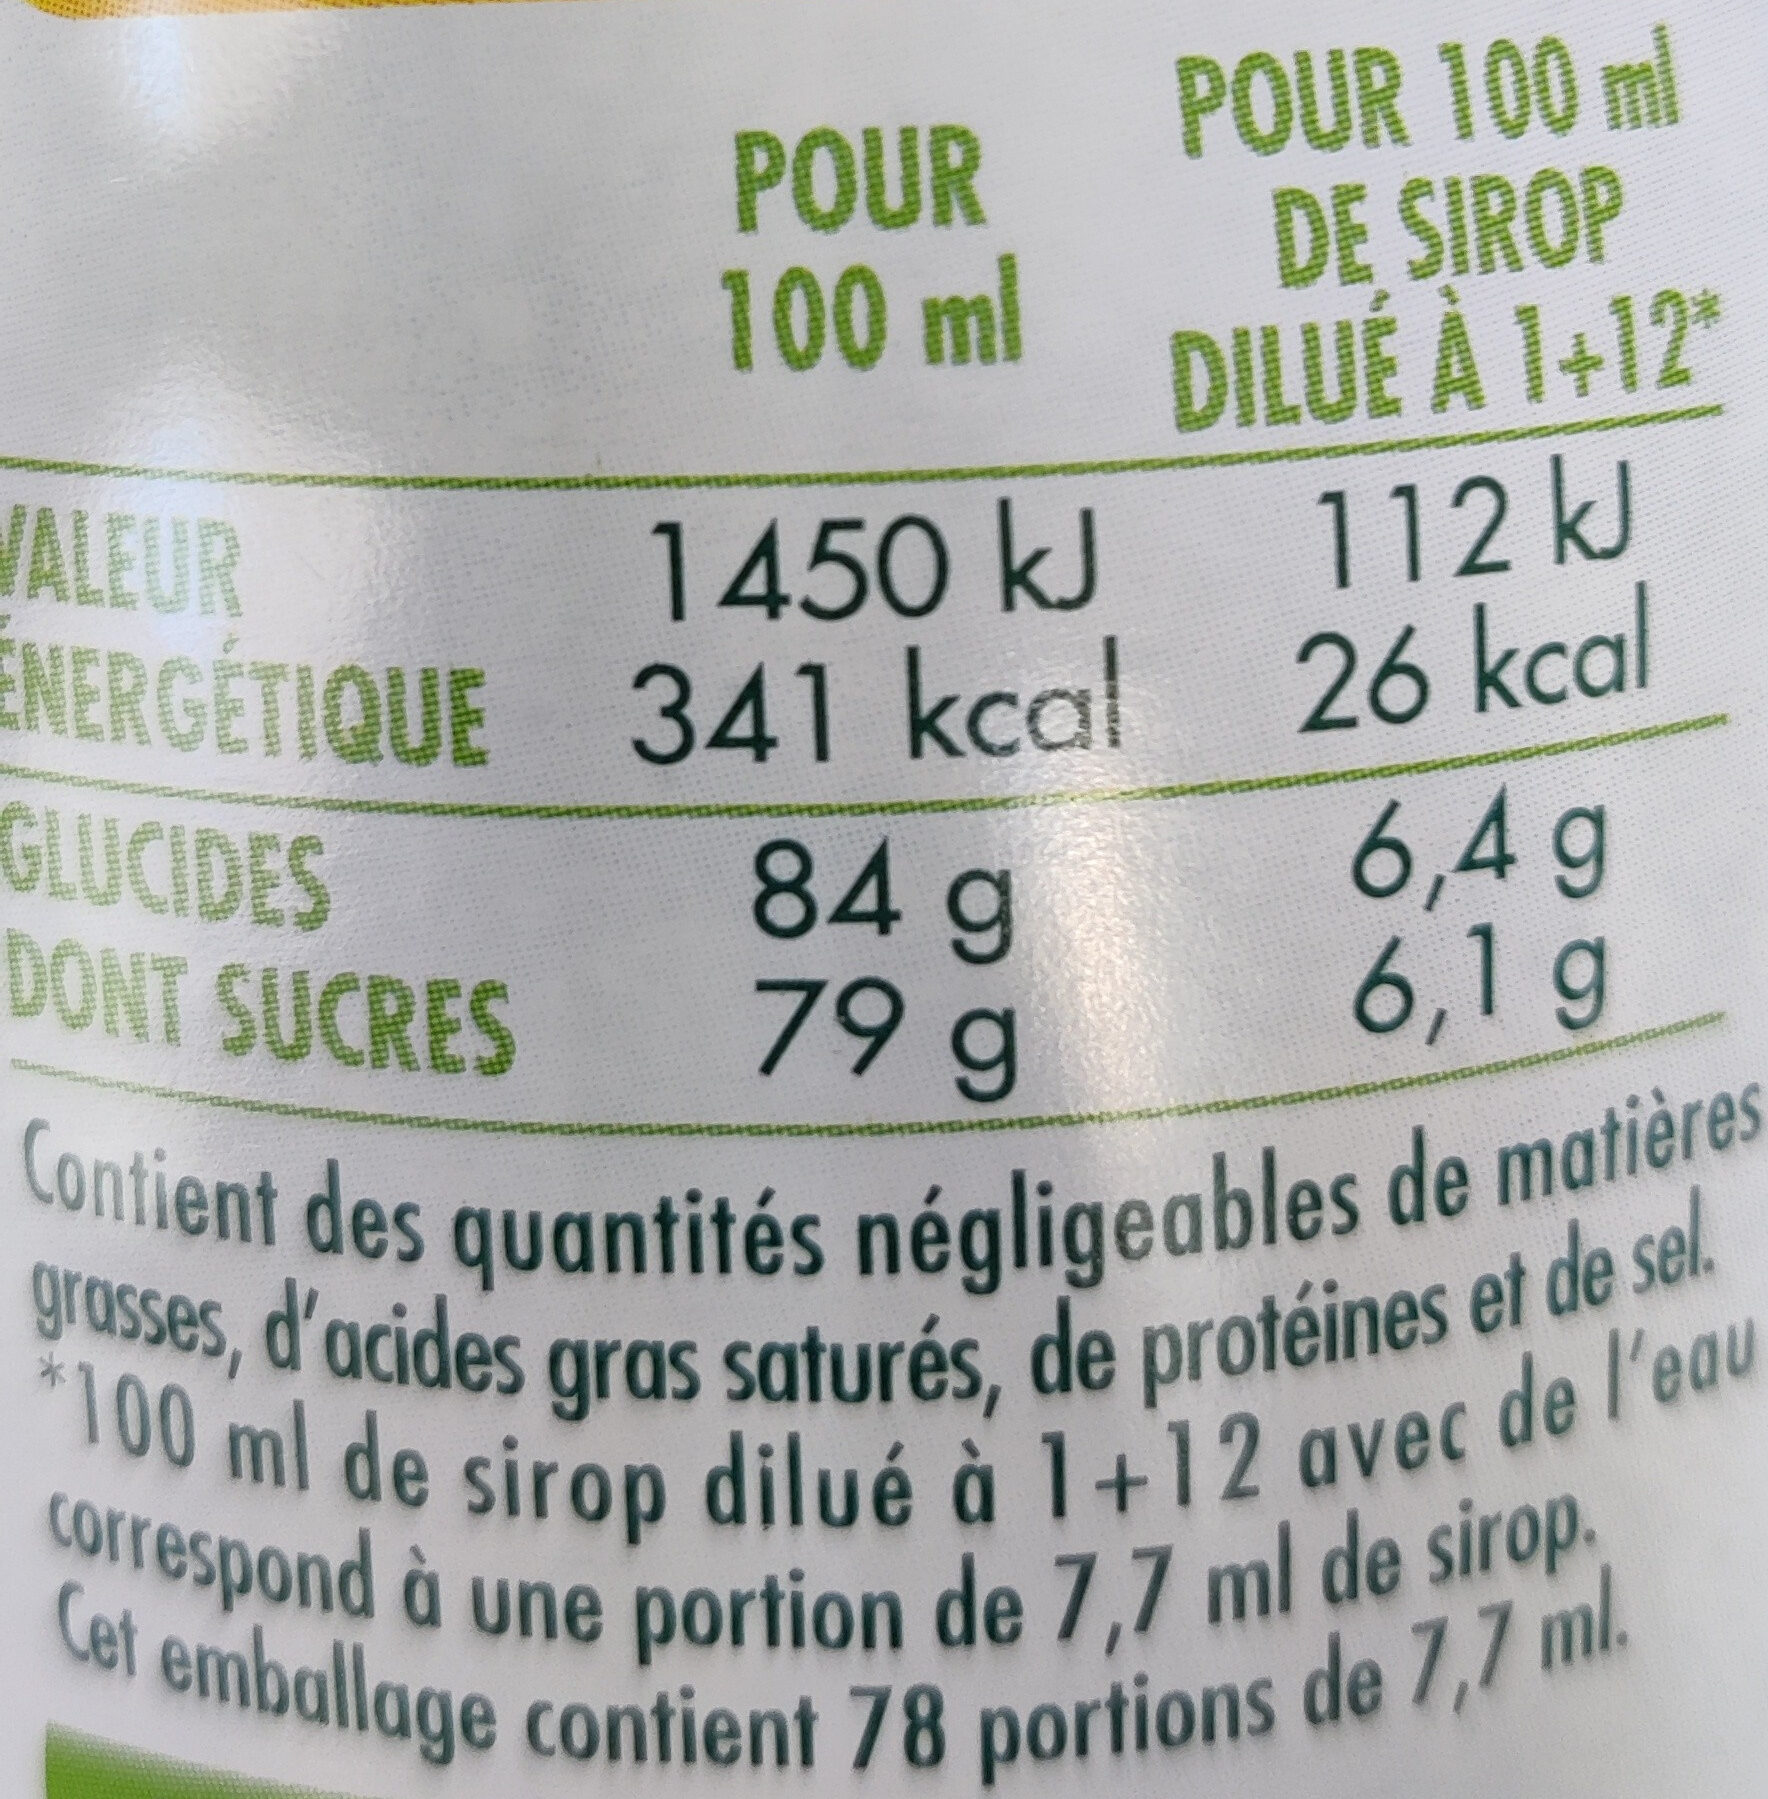 POUR 100 ml
POUR DE SIROP
100 ml DILUÉ À 1+12*
VALEUR 1450 kJ 112 kJ
ÉNERGÉTIQUE 341 kcal 26 kcal
GLUCIDES 84 g 6,4 g
DONT SUCRES 79 g 6,1 g
Contient des quantités négligeables de matières
grasses, d'acides gras saturés, de protéines et de sel.
*100 ml de sirop dilué à 1+12 avec de l'eau
correspond à une portion de 7,7 ml de sirop.
Cet emballage contient 78 portions de 7,7 ml.